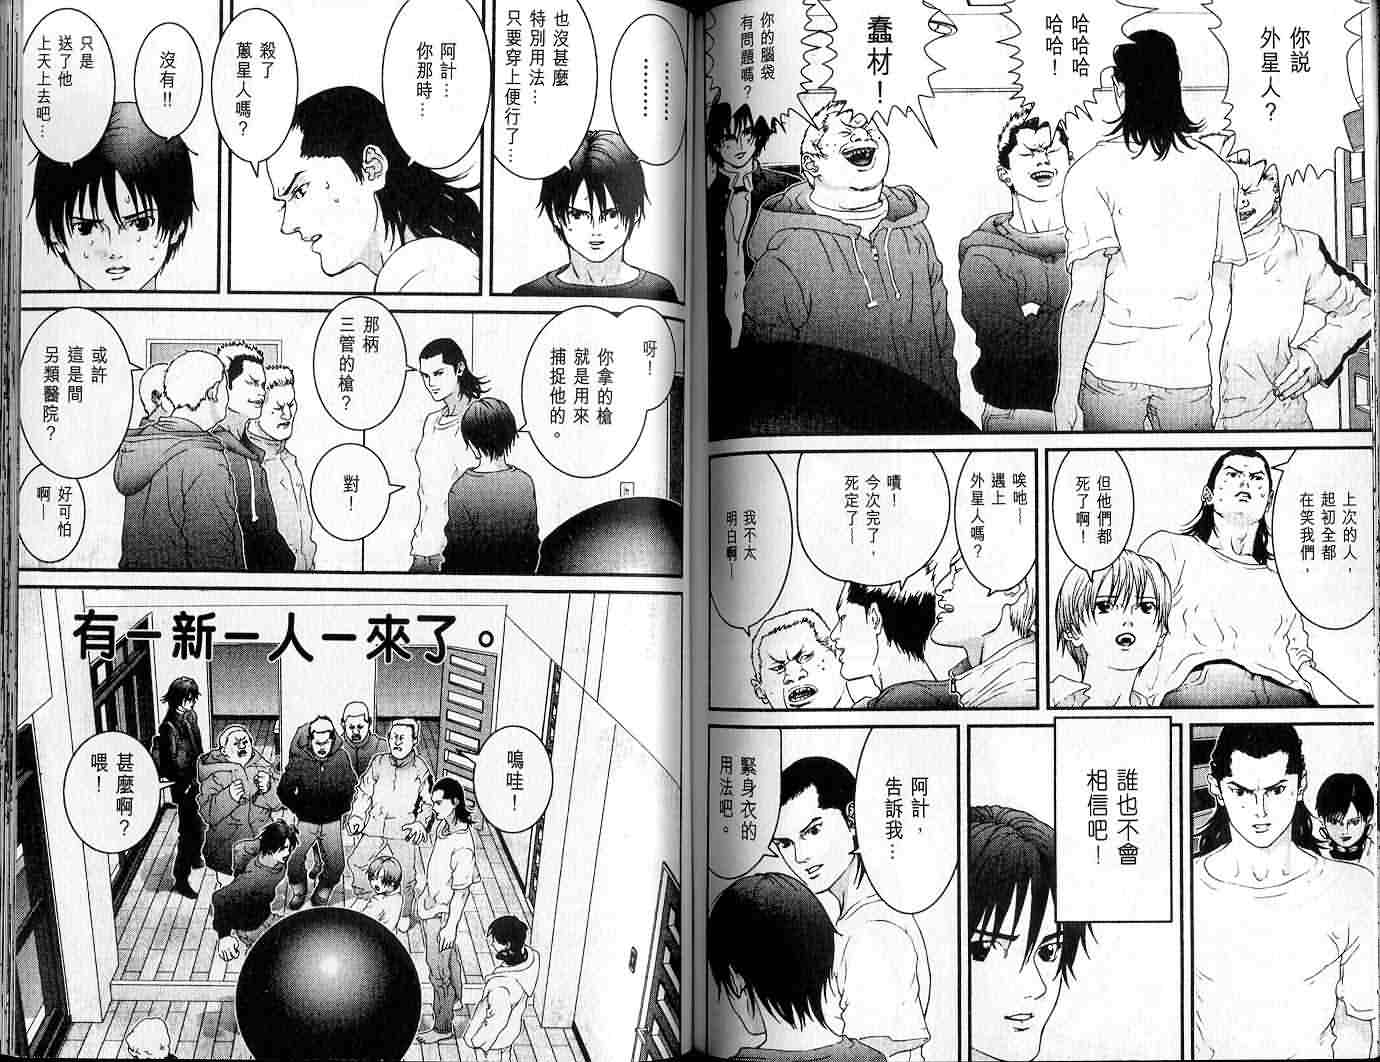 你說
外星人？
哈哈哈
哈哈！
蠢材！
你的腦袋
有問題嗎？
上次的人，
起初全都
在笑我們，
但他們都
死了啊！
唉吔—
遇上
外星人嗎？
嘖！
今次完了，
死定了—
我不太
明白啊—
誰也不會
相信吧！
阿計，
告訴我…
緊身衣的
用法吧。
………
………
也沒甚麼
特別用法…
只要穿上便行了…
阿計…
你那時…
殺了
蔥星人嗎？
沒有!!
只是
送了他
上天上去吧…
呀！
你拿的槍
就是用來
捕捉他的。
那柄
三管的槍？
對！
或許
這是間
另類醫院？
好可怕
啊—
有一新一人一來了。
嗚哇！
甚麼啊？
喂！